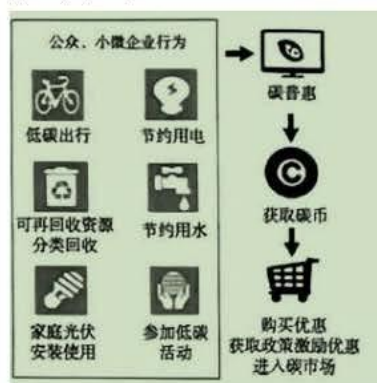 公众、小微企业行为
低碳出行
节约用电
可再回收资源
分类回收
节约用水
家庭光伏
安装使用
参加低碳
活动
碳普惠
C
获取碳币
购买优惠
获取政策激励优惠
进入碳市场